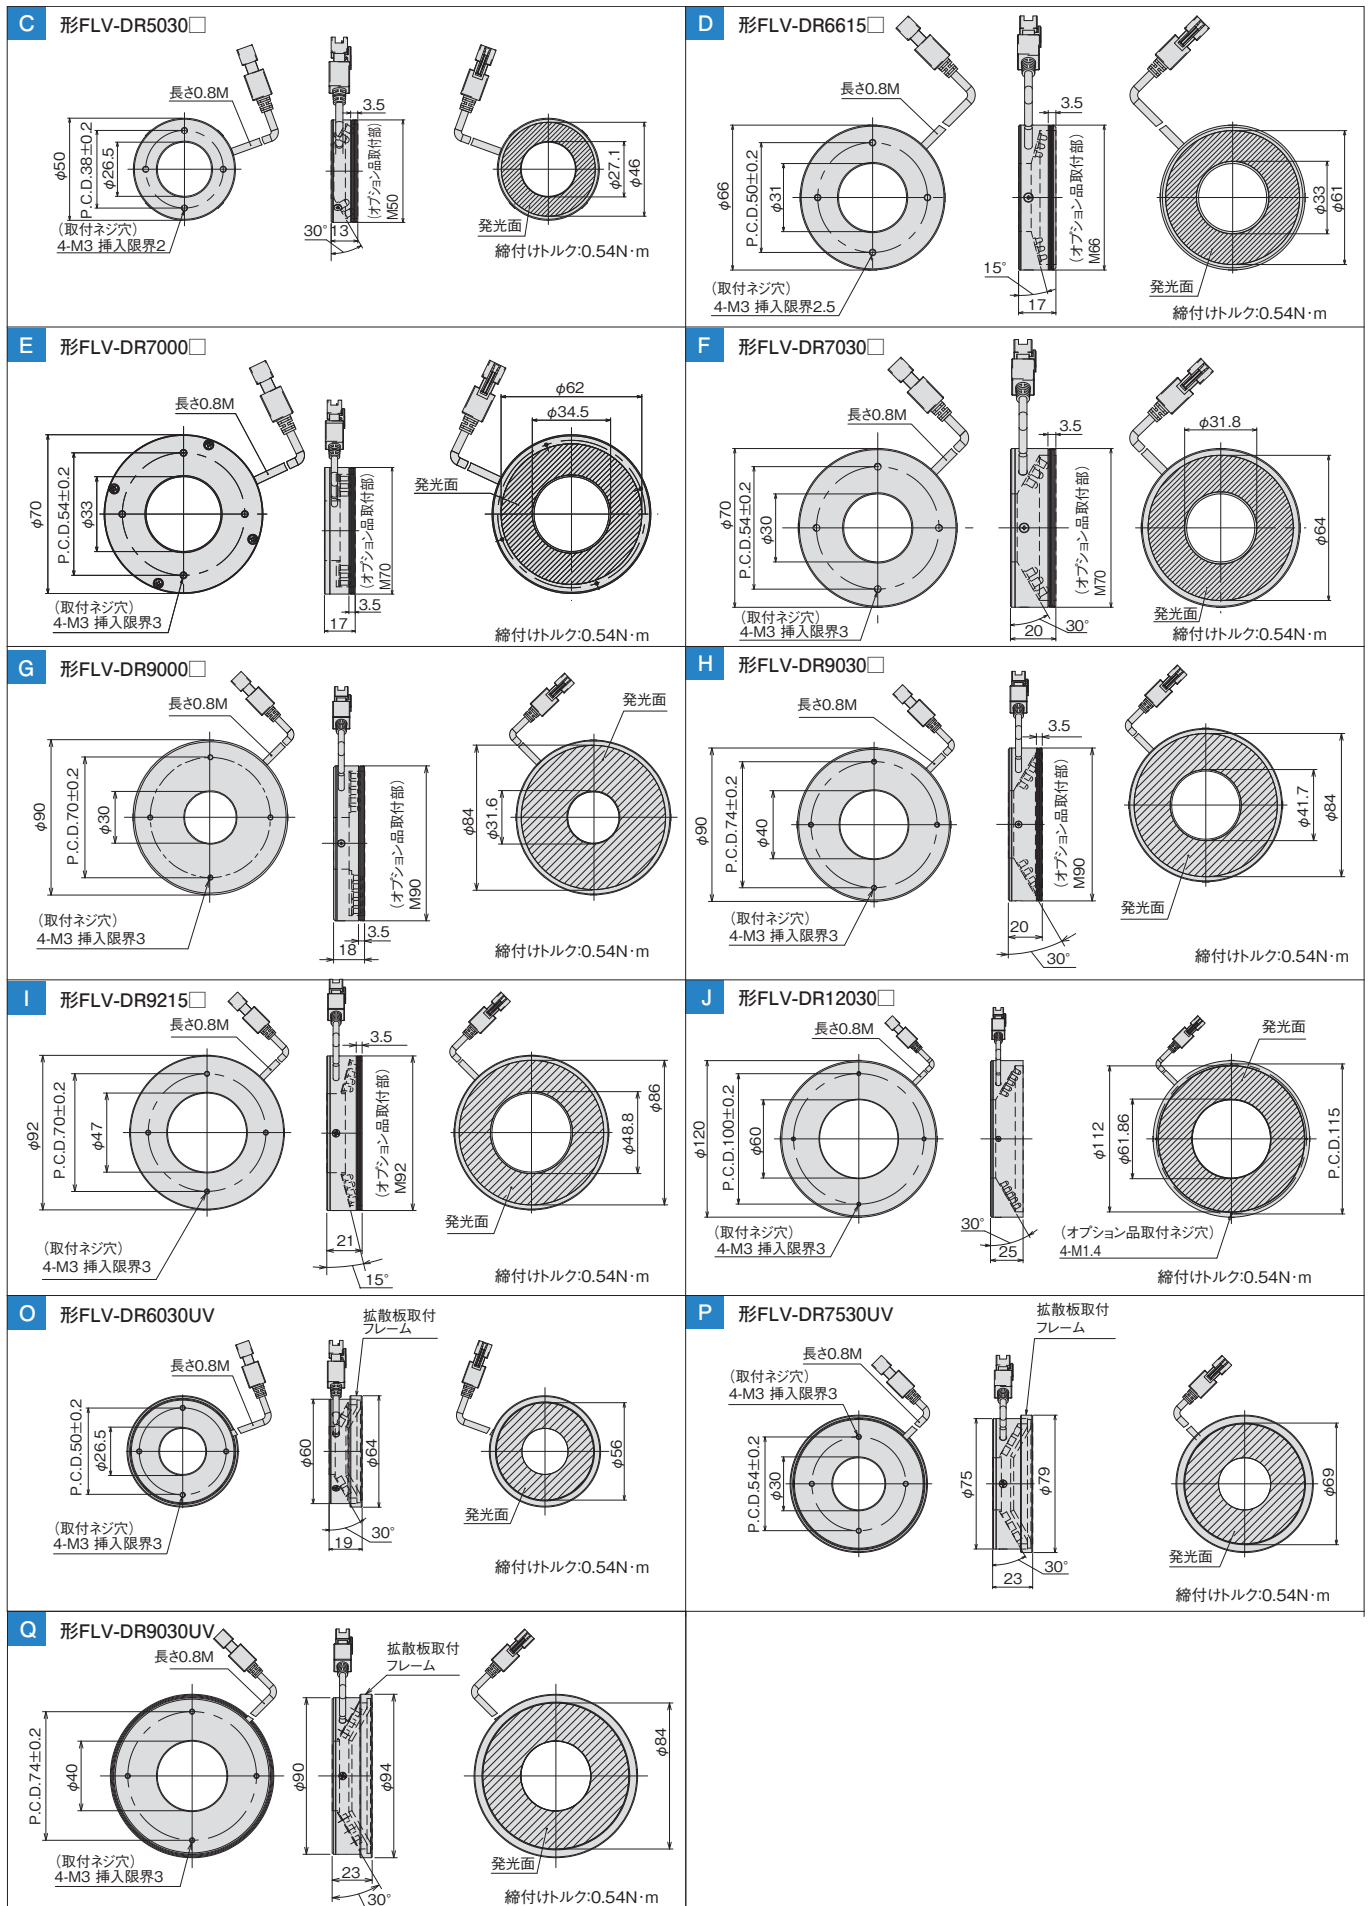 C 形FLV-DR5030□
長さ0.8M
φ50
P.C.D.38±0.2
φ26.5
(取付ネジ穴)
4-M3 挿入限界2
3.5
(オプション品取付部)
M50
30°
13
φ27.1
φ46
発光面
締付けトルク:0.54N·m
D 形FLV-DR6615□
長さ0.8M
φ66
P.C.D.50±0.2
φ31
(取付ネジ穴)
4-M3 挿入限界2.5
3.5
(オプション品取付部)
M66
15°
17
φ33
φ61
発光面
締付けトルク:0.54N·m
E 形FLV-DR7000□
長さ0.8M
φ70
P.C.D.54±0.2
φ33
(取付ネジ穴)
4-M3 挿入限界3
(オプション品取付部)
M70
3.5
17
φ62
φ34.5
発光面
締付けトルク:0.54N·m
F 形FLV-DR7030□
長さ0.8M
φ70
P.C.D.54±0.2
φ30
(取付ネジ穴)
4-M3 挿入限界3
3.5
(オプション品取付部)
M70
20
30°
φ31.8
φ64
発光面
締付けトルク:0.54N·m
G 形FLV-DR9000□
長さ0.8M
φ90
P.C.D.70±0.2
φ30
(取付ネジ穴)
4-M3 挿入限界3
(オプション品取付部)
M90
3.5
18
発光面
φ84
φ31.6
締付けトルク:0.54N·m
H 形FLV-DR9030□
長さ0.8M
φ90
P.C.D.74±0.2
φ40
(取付ネジ穴)
4-M3 挿入限界3
3.5
(オプション品取付部)
M90
20
30°
φ41.7
φ84
発光面
締付けトルク:0.54N·m
I 形FLV-DR9215□
長さ0.8M
φ92
P.C.D.70±0.2
φ47
(取付ネジ穴)
4-M3 挿入限界3
3.5
(オプション品取付部)
M92
21
15°
φ48.8
φ86
発光面
締付けトルク:0.54N·m
J 形FLV-DR12030□
長さ0.8M
φ120
P.C.D.100±0.2
φ60
(取付ネジ穴)
4-M3 挿入限界3
30°
25
発光面
φ112
φ61.86
P.C.D.115
(オプション品取付ネジ穴)
4-M1.4
締付けトルク:0.54N·m
O 形FLV-DR6030UV
長さ0.8M
P.C.D.50±0.2
φ26.5
(取付ネジ穴)
4-M3 挿入限界3
拡散板取付
フレーム
φ60
φ64
30°
19
φ56
発光面
締付けトルク:0.54N·m
P 形FLV-DR7530UV
長さ0.8M
(取付ネジ穴)
4-M3 挿入限界3
P.C.D.54±0.2
φ30
拡散板取付
フレーム
φ75
φ79
30°
23
φ69
発光面
締付けトルク:0.54N·m
Q 形FLV-DR9030UV
長さ0.8M
P.C.D.74±0.2
φ40
(取付ネジ穴)
4-M3 挿入限界3
拡散板取付
フレーム
φ90
φ94
23
30°
φ84
発光面
締付けトルク:0.54N·m